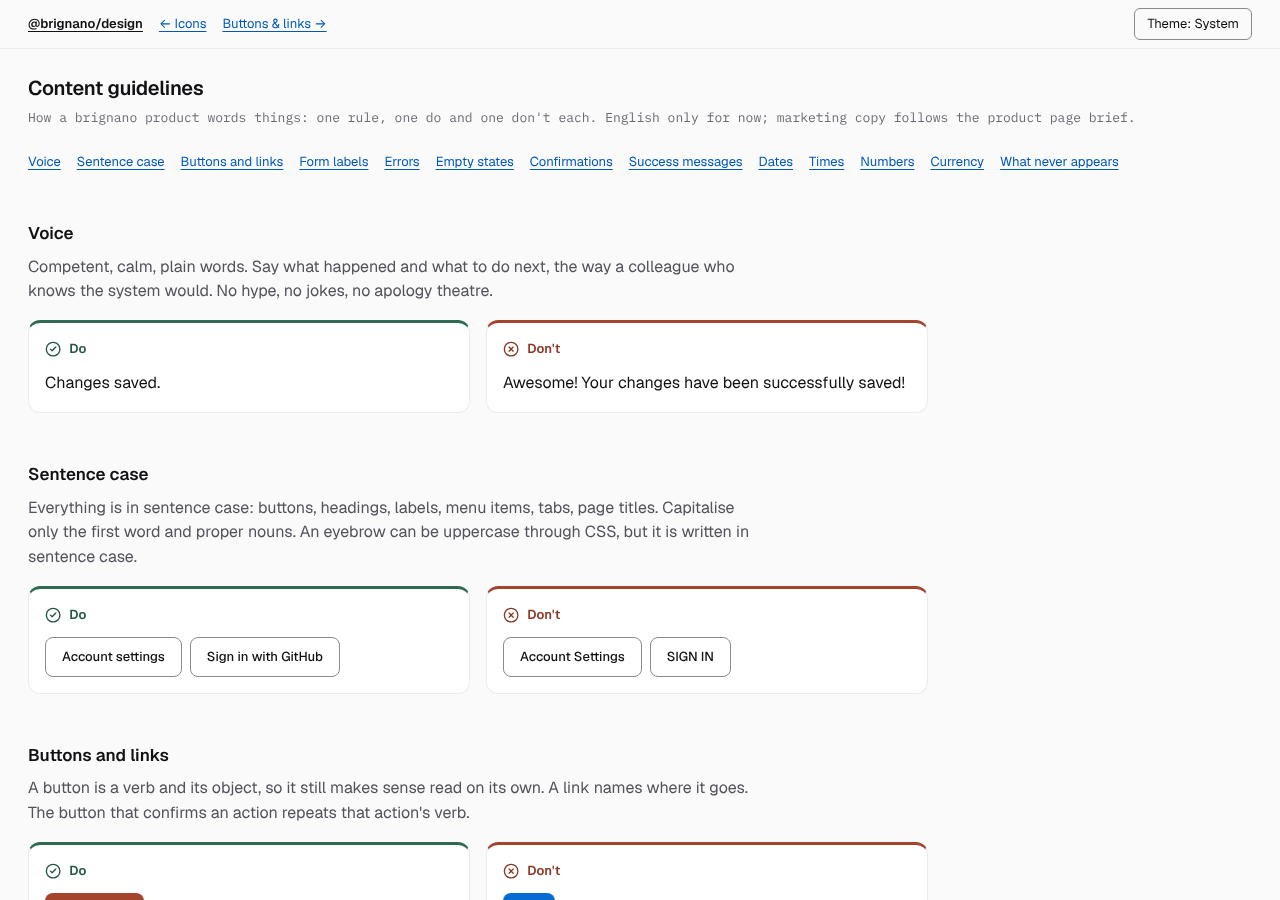 @brignano/design ← Icons Buttons & links → Theme: System
Content guidelines
How a brignano product words things: one rule, one do and one don't each. English only for now; marketing copy follows the product page brief.
Voice Sentence case Buttons and links Form labels Errors Empty states Confirmations Success messages Dates Times Numbers Currency What never appears
Voice
Competent, calm, plain words. Say what happened and what to do next, the way a colleague who
knows the system would. No hype, no jokes, no apology theatre.
Do
Changes saved.
Don't
Awesome! Your changes have been successfully saved!
Sentence case
Everything is in sentence case: buttons, headings, labels, menu items, tabs, page titles. Capitalise
only the first word and proper nouns. An eyebrow can be uppercase through CSS, but it is written in
sentence case.
Do
Account settings Sign in with GitHub
Don't
Account Settings SIGN IN
Buttons and links
A button is a verb and its object, so it still makes sense read on its own. A link names where it goes.
The button that confirms an action repeats that action's verb.
Do
Don't